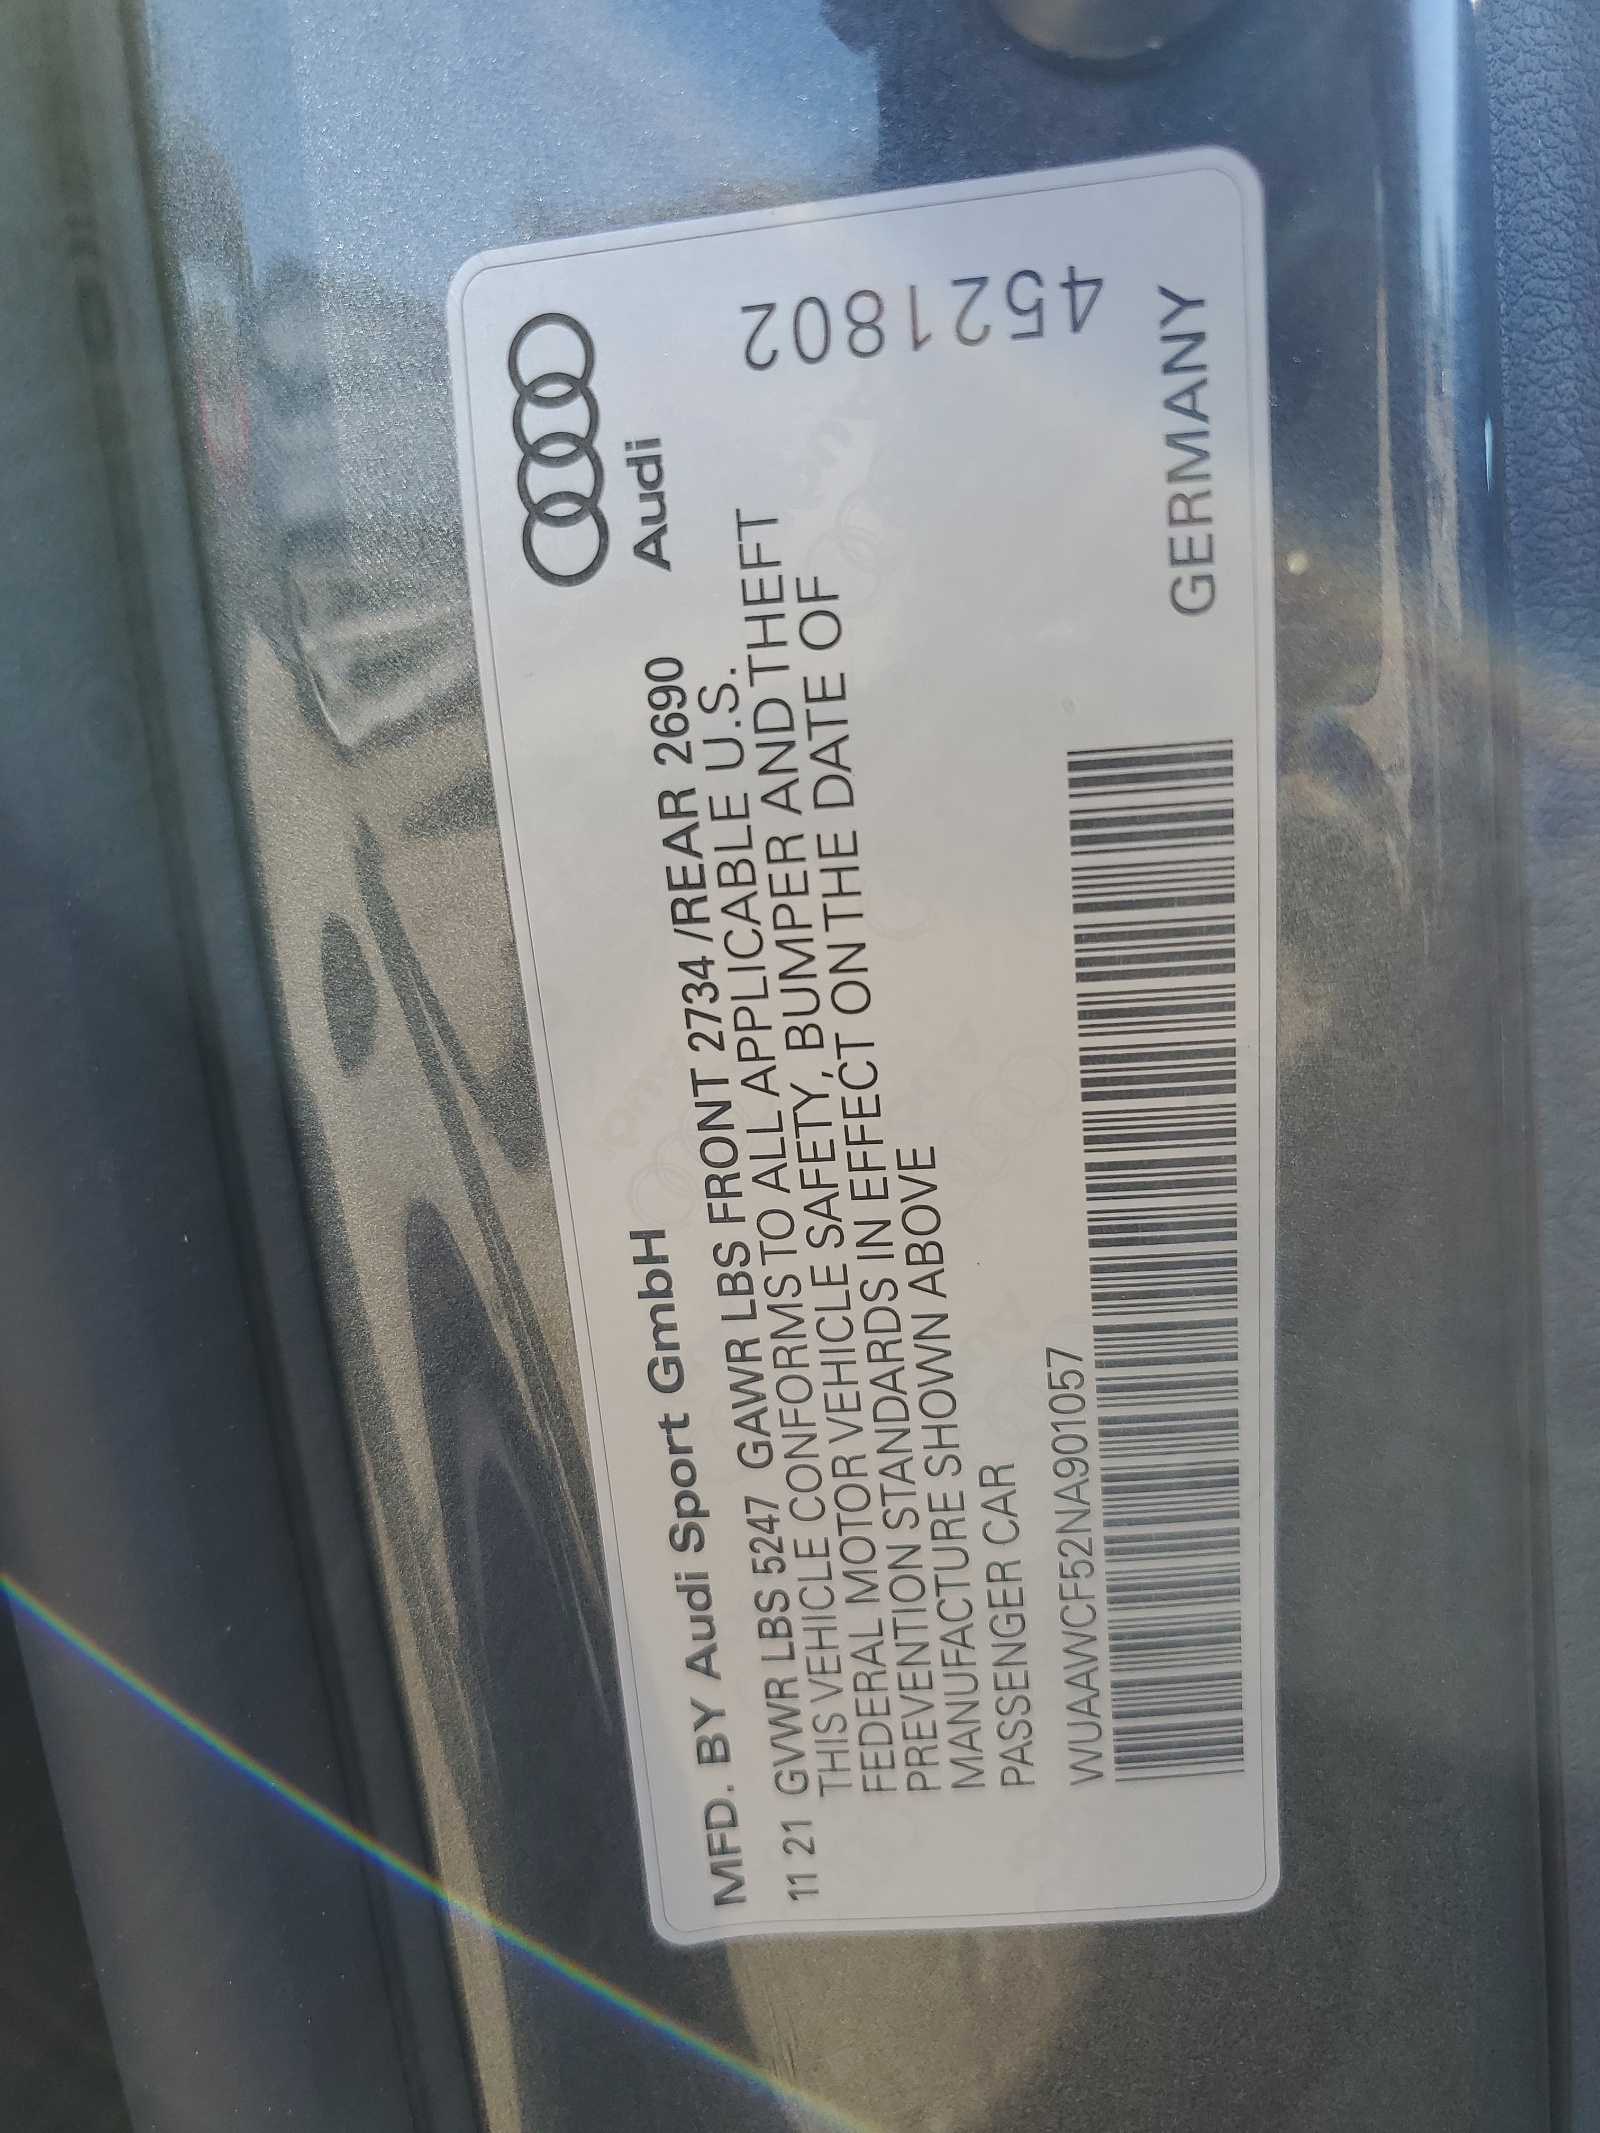 MFD. BY Audi Sport GmbH
Audi
11 21 GVWR LBS 5247 GAWR LBS FRONT 2734 /REAR 2690
THIS VEHICLE CONFORMS TO ALL APPLICABLE U.S.
FEDERAL MOTOR VEHICLE SAFETY, BUMPER AND THEFT
PREVENTION STANDARDS IN EFFECT ON THE DATE OF
MANUFACTURE SHOWN ABOVE
PASSENGER CAR
WUAAWCF52NA901057
4521802
GERMANY